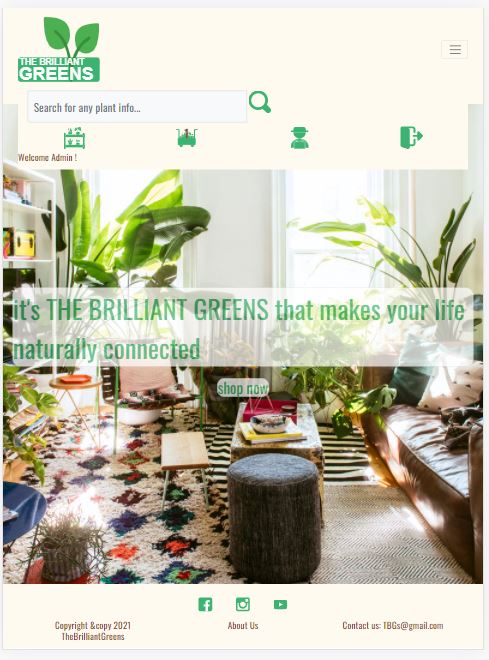 THE BRILLIANT
GREENS
Search for any plant info...
Welcome Admin !
it's THE BRILLIANT GREENS that makes your life
naturally connected
shop now
Copyright &copy 2021
TheBrilliantGreens
About Us
Contact us: TBGs@gmail.com